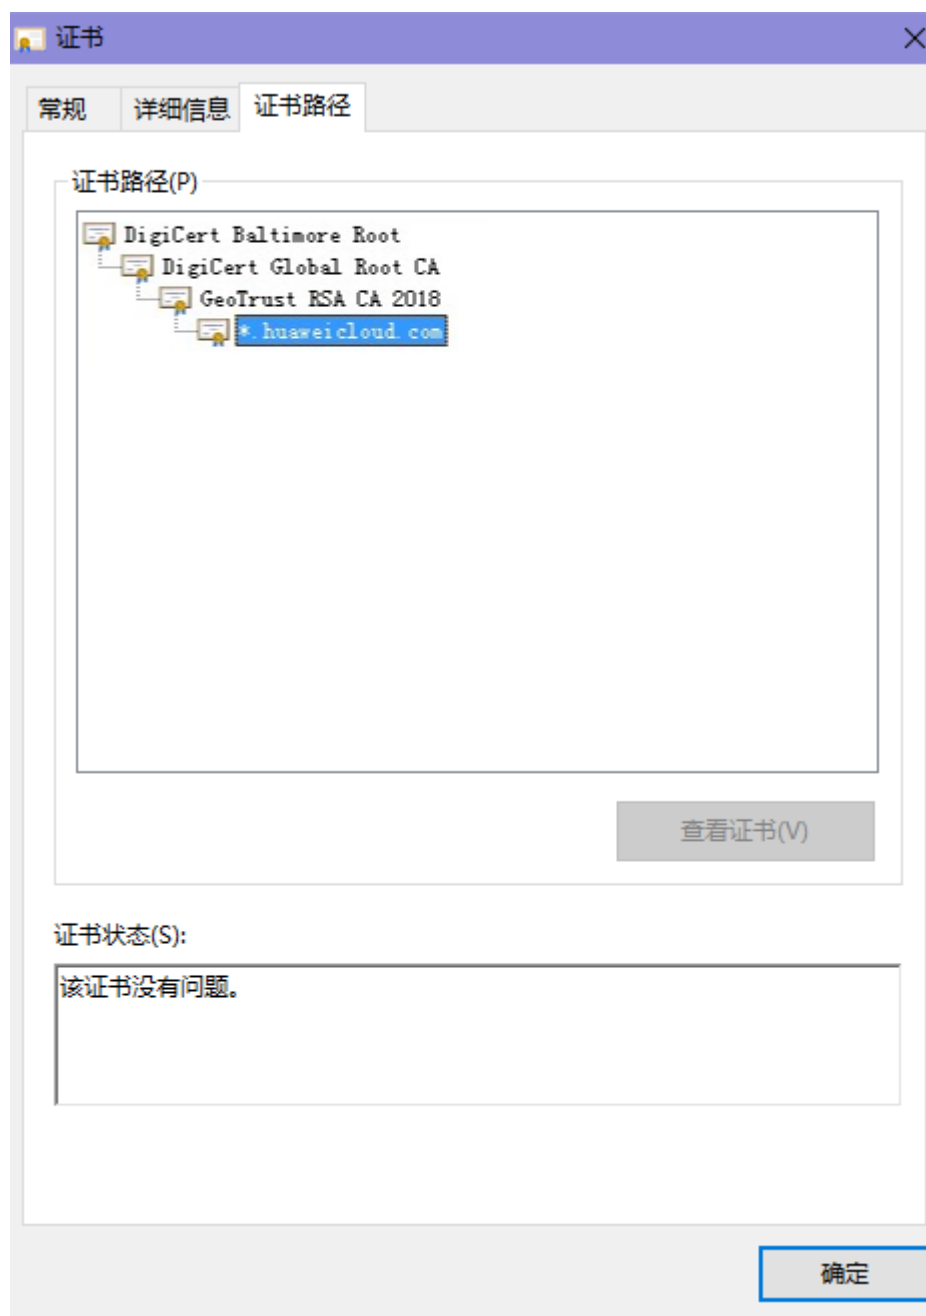 证书
常规 详细信息 证书路径
证书路径(P)
DigiCert Baltimore Root
DigiCert Global Root CA
GeoTrust RSA CA 2018
*.huaweicloud.com
查看证书(V)
证书状态(S):
该证书没有问题。
确定